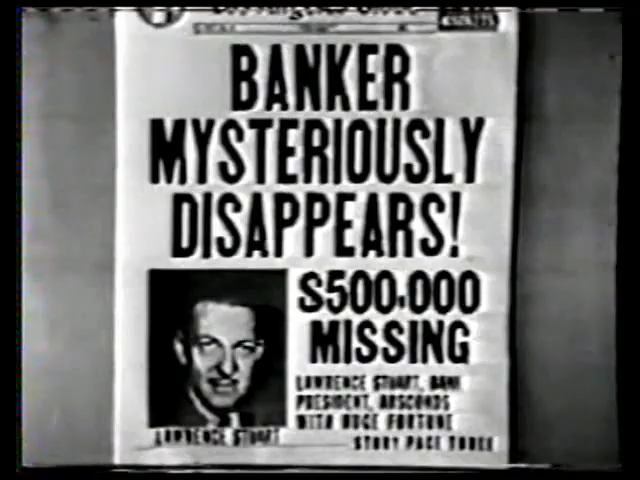 BANKER
MYSTERIOUSLY
DISAPPEARS!
$500,000
MISSING
LAWRENCE STUART, BANK
PRESIDENT, ABSCONDS
WITH HUGE FORTUNE
LAWRENCE STUART
STORY PAGE THREE